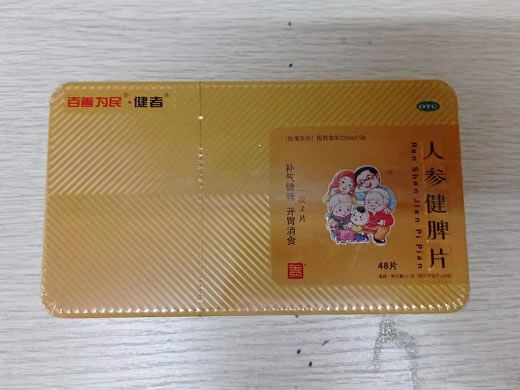 百善为民®·健者®
OTC
人参健脾片
Ren Shen Jian Pi Pian
一次2片
补气健脾 开胃消食
48片